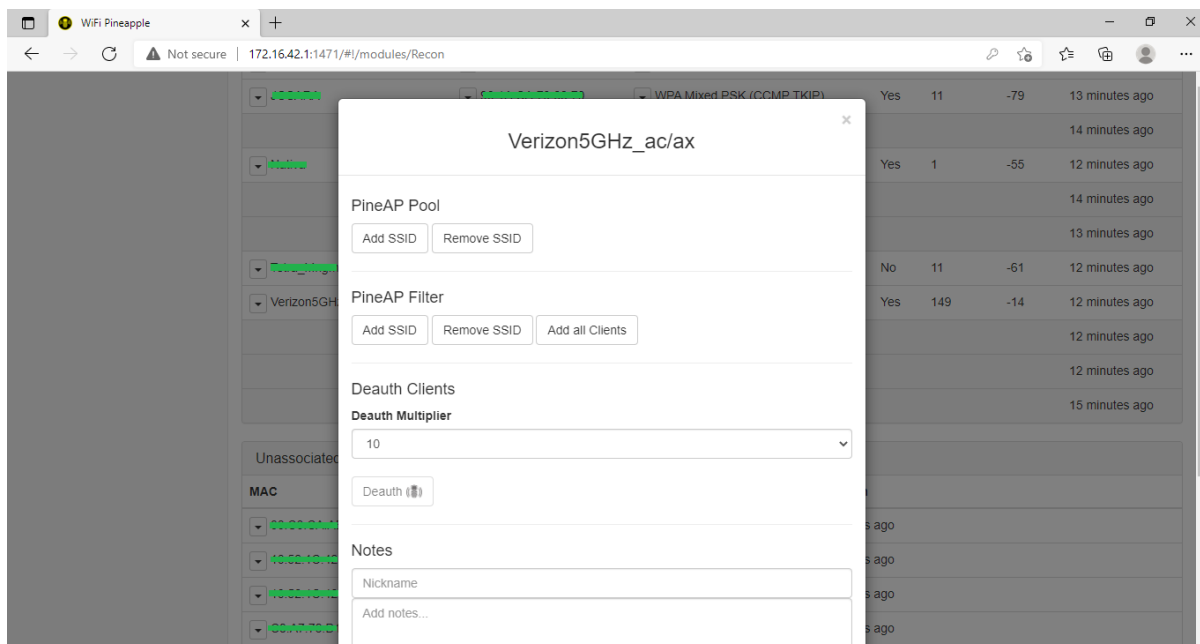 WiFi Pineapple
Not secure 172.16.42.1:1471/#!/modules/Recon
WPA Mixed PSK (CCMP TKIP) Yes 11 -79 13 minutes ago
14 minutes ago
Yes 1 -55 12 minutes ago
14 minutes ago
13 minutes ago
No 11 -61 12 minutes ago
Verizon5GH Yes 149 -14 12 minutes ago
12 minutes ago
12 minutes ago
15 minutes ago
Verizon5GHz_ac/ax
PineAP Pool
Add SSID Remove SSID
PineAP Filter
Add SSID Remove SSID Add all Clients
Deauth Clients
Deauth Multiplier
10
Deauth
Notes
Nickname
Add notes...
Unassociated
MAC
s ago
s ago
s ago
s ago